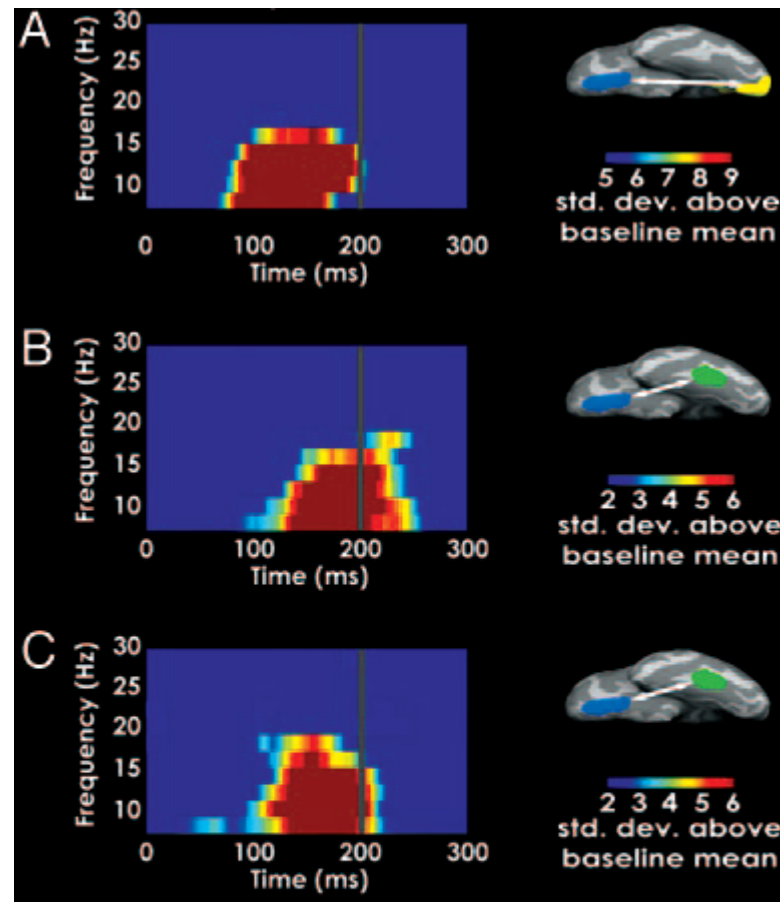 A
Frequency (Hz)
30
25
20
15
10
0 100 200 300
Time (ms)
5 6 7 8 9
std. dev. above
baseline mean
B
Frequency (Hz)
30
25
20
15
10
0 100 200 300
Time (ms)
2 3 4 5 6
std. dev. above
baseline mean
C
Frequency (Hz)
30
25
20
15
10
0 100 200 300
Time (ms)
2 3 4 5 6
std. dev. above
baseline mean